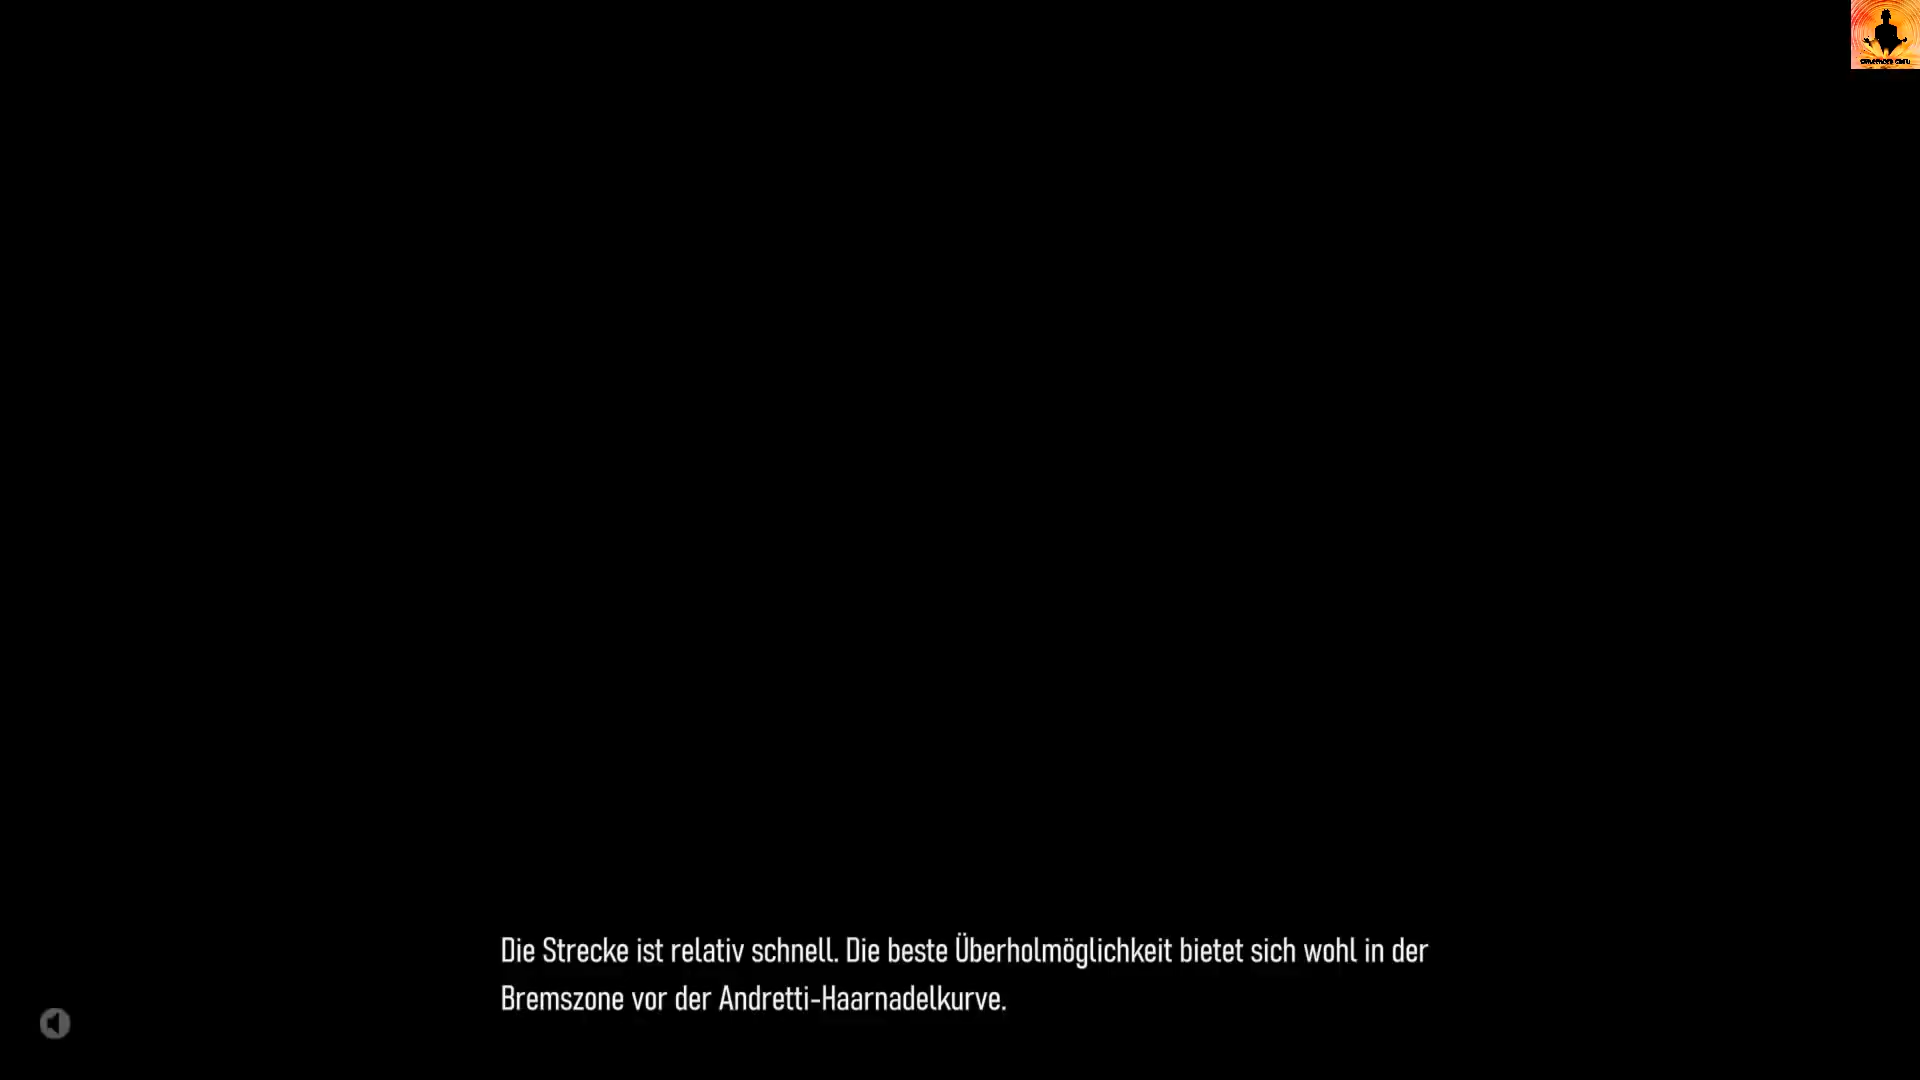 Die Strecke ist relativ schnell. Die beste Überholmöglichkeit bietet sich wohl in der
Bremszone vor der Andretti-Haarnadelkurve.